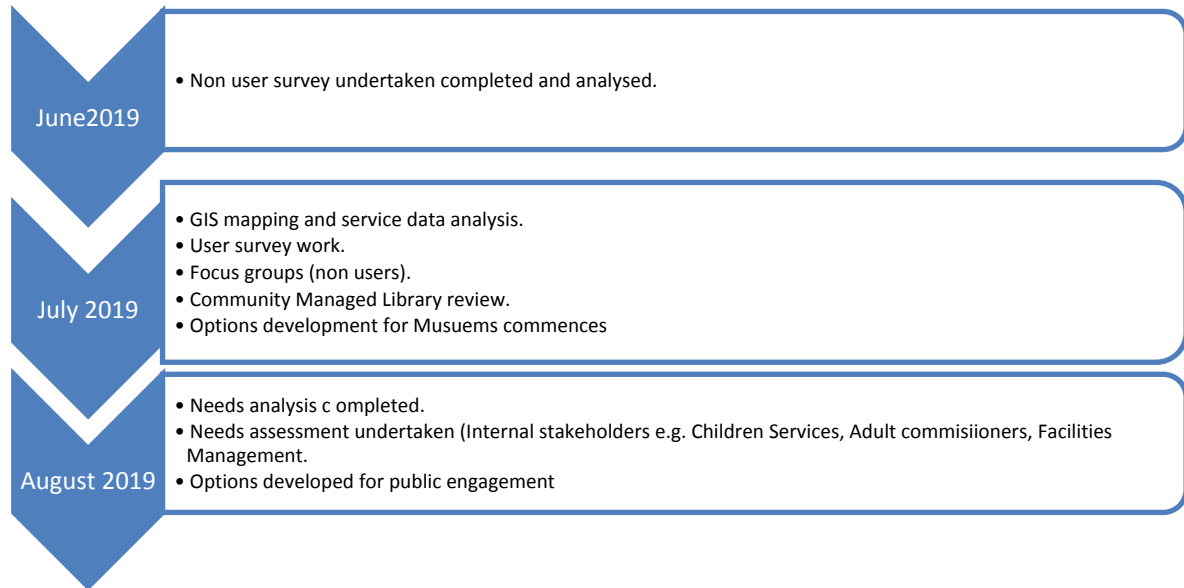 June2019
• Non user survey undertaken completed and analysed.
July 2019
• GIS mapping and service data analysis.
• User survey work.
• Focus groups (non users).
• Community Managed Library review.
• Options development for Musuems commences
August 2019
• Needs analysis c ompleted.
• Needs assessment undertaken (Internal stakeholders e.g. Children Services, Adult commisiioners, Facilities
Management.
• Options developed for public engagement